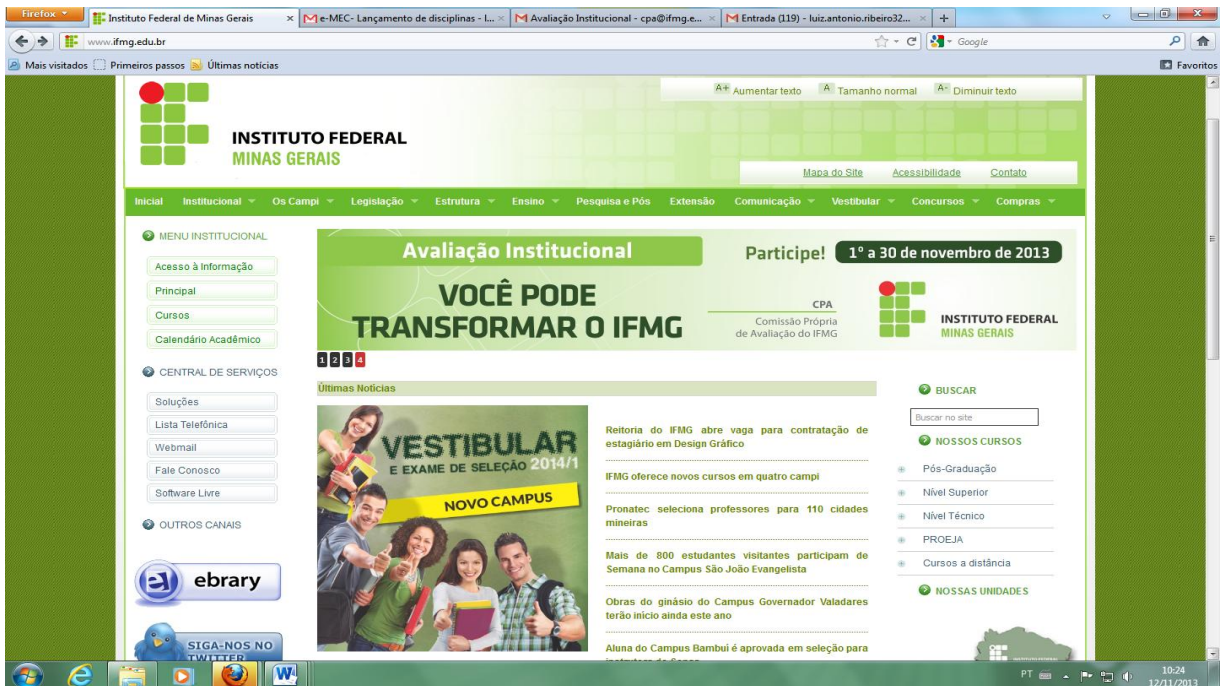 Firefox
Instituto Federal de Minas Gerais
e-MEC- Lançamento de disciplinas - I...
Avaliação Institucional - cpa@ifmg.e...
Entrada (119) - luiz.antonio.ribeiro32...
www.ifmg.edu.br
Google
Mais visitados
Primeiros passos
Últimas notícias
Favoritos
A+ Aumentar texto
A Tamanho normal
A- Diminuir texto
INSTITUTO FEDERAL
MINAS GERAIS
Mapa do Site
Acessibilidade
Contato
Inicial Institucional Os Campi Legislação Estrutura Ensino Pesquisa e Pós Extensão Comunicação Vestibular Concursos Compras
MENU INSTITUCIONAL
Acesso à Informação
Principal
Cursos
Calendário Acadêmico
CENTRAL DE SERVIÇOS
Soluções
Lista Telefônica
Webmail
Fale Conosco
Software Livre
OUTROS CANAIS
ebrary
SIGA-NOS NO
TWITTER
Avaliação Institucional
Participe! 1º a 30 de novembro de 2013
VOCÊ PODE
TRANSFORMAR O IFMG
CPA
Comissão Própria
de Avaliação do IFMG
INSTITUTO FEDERAL
MINAS GERAIS
1 2 3 4
Últimas Notícias
VESTIBULAR
E EXAME DE SELEÇÃO 2014/1
NOVO CAMPUS
Reitoria do IFMG abre vaga para contratação de
estagiário em Design Gráfico
IFMG oferece novos cursos em quatro campi
Pronatec seleciona professores para 110 cidades
mineiras
Mais de 800 estudantes visitantes participam de
Semana no Campus São João Evangelista
Obras do ginásio do Campus Governador Valadares
terão início ainda este ano
Aluna do Campus Bambuí é aprovada em seleção para
BUSCAR
Buscar no site
NOSSOS CURSOS
Pós-Graduação
Nível Superior
Nível Técnico
PROEJA
Cursos a distância
NOSSAS UNIDADES
PT
10:24
12/11/2013